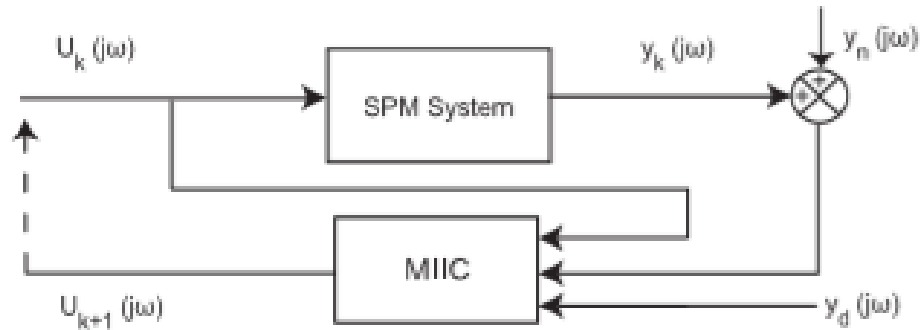 U_k (jω)
y_k (jω)
y_n (jω)
+
+
SPM System
MIIC
U_{k+1} (jω)
y_d (jω)